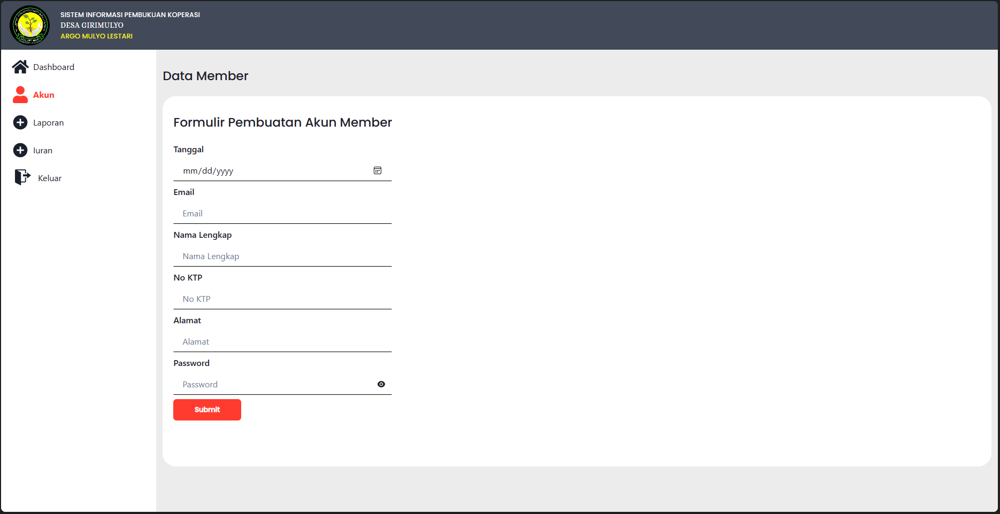 SISTEM INFORMASI PEMBUKUAN KOPERASI
DESA GIRIMULYO
ARGO MULYO LESTARI
Dashboard
Akun
Laporan
Iuran
Keluar
Data Member
Formulir Pembuatan Akun Member
Tanggal
mm/dd/yyyy
Email
Email
Nama Lengkap
Nama Lengkap
No KTP
No KTP
Alamat
Alamat
Password
Password
Submit